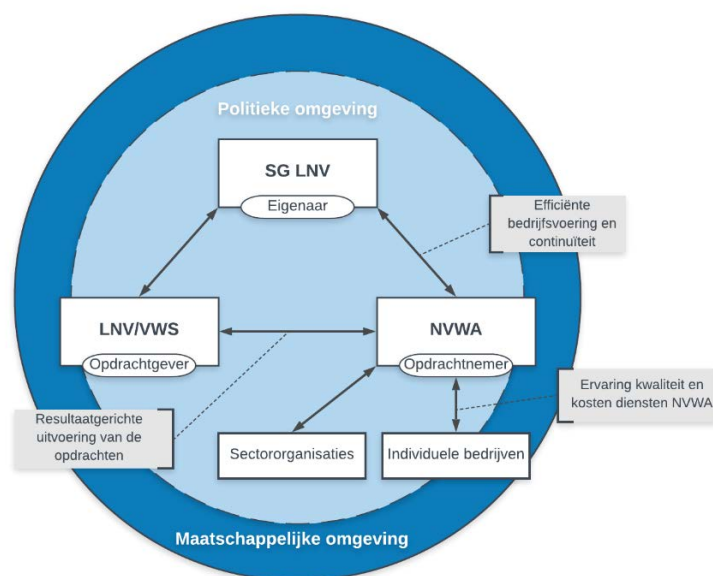 Politieke omgeving
SG LNV
Eigenaar
Efficiënte
bedrijfsvoering en
continuïteit
LNV/VWS
Opdrachtgever
NVWA
Opdrachtnemer
Ervaring kwaliteit en
kosten diensten NVWA
Resultaatgerichte
uitvoering van de
opdrachten
Sectororganisaties
Individuele bedrijven
Maatschappelijke omgeving